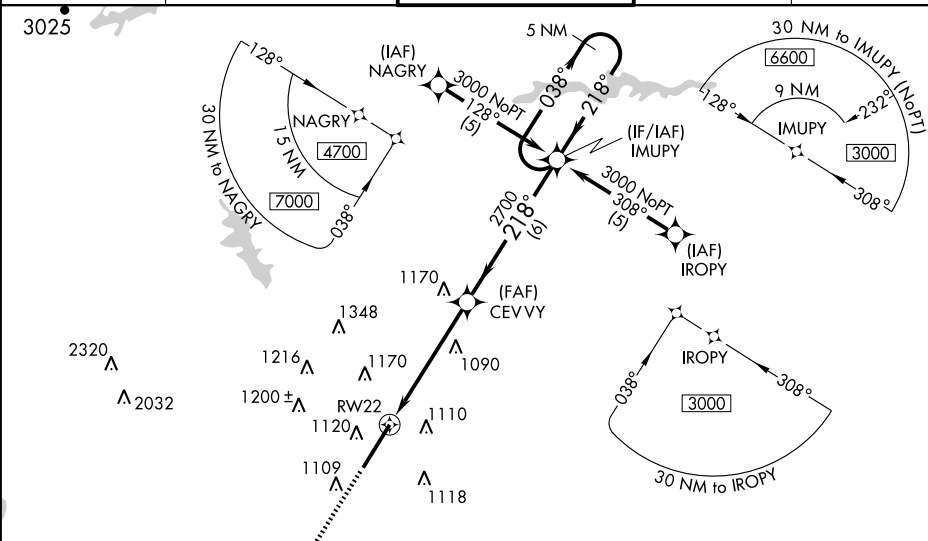 3025
5 NM
30 NM to IMUPY (NoPT)
6600
(IAF)
NAGRY
128°
3000 NoPT
128°
(5)
038°
218°
128°
9 NM
232°
IMUPY
NAGRY
4700
15 NM
(IF/IAF)
IMUPY
3000
30 NM to NAGRY
7000
038°
3000 NoPT
308°
(5)
308°
2700
218°
(6)
(IAF)
IROPY
1170
(FAF)
CEVVY
1348
2320
1216
1170
1090
IROPY
2032
1200 ±
038°
308°
3000
RW22
1120
1110
1109
1118
30 NM to IROPY